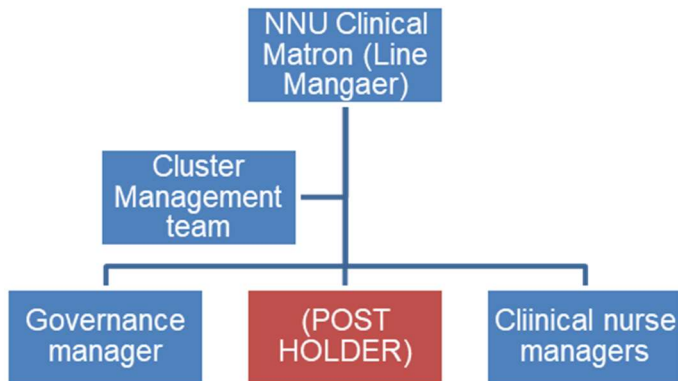 NNU Clinical
Matron (Line
Mangaer)
Cluster
Management
team
Governance
manager
(POST
HOLDER)
Cliinical nurse
managers